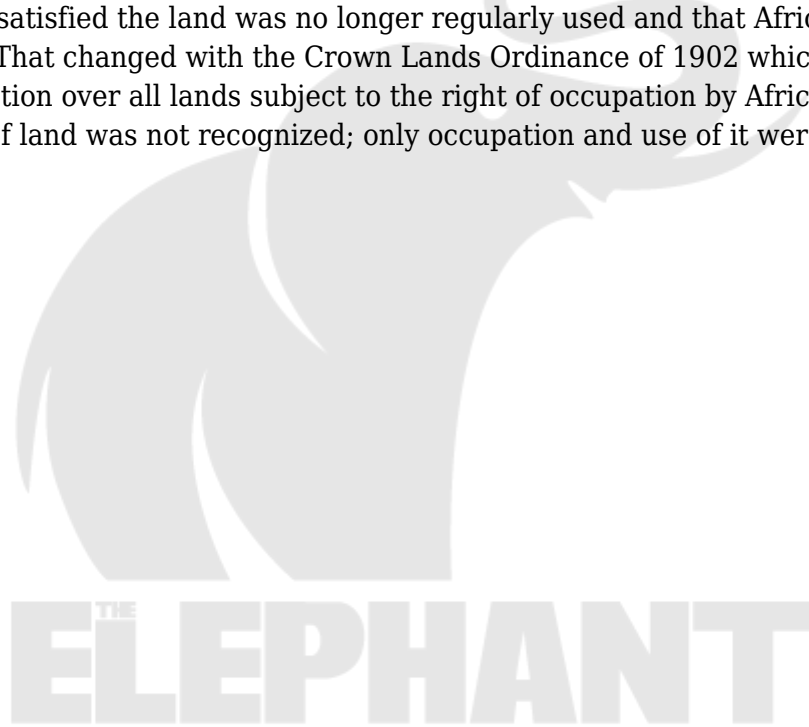 satisfied the land was no longer regularly used and that Afric
That changed with the Crown Lands Ordinance of 1902 whic
tion over all lands subject to the right of occupation by Afric
f land was not recognized; only occupation and use of it wer
THE
ELEPHANT